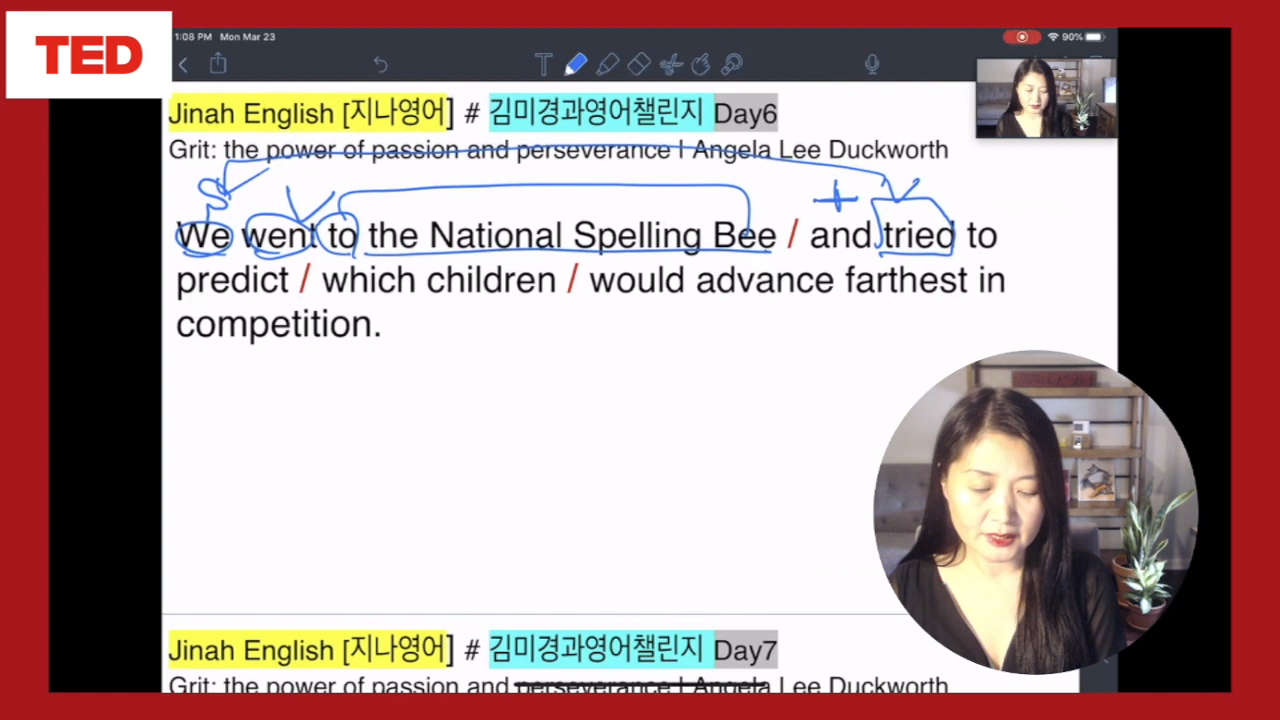 TED
1:08 PM Mon Mar 23
90%
Jinah English [지나영어] # 김미경과영어챌린지 Day6
Grit: the power of passion and perseverance | Angela Lee Duckworth
S V + V
We went to the National Spelling Bee / and tried to
predict / which children / would advance farthest in
competition.
Jinah English [지나영어] # 김미경과영어챌린지 Day7
Grit: the power of passion and perseverance | Angela Lee Duckworth